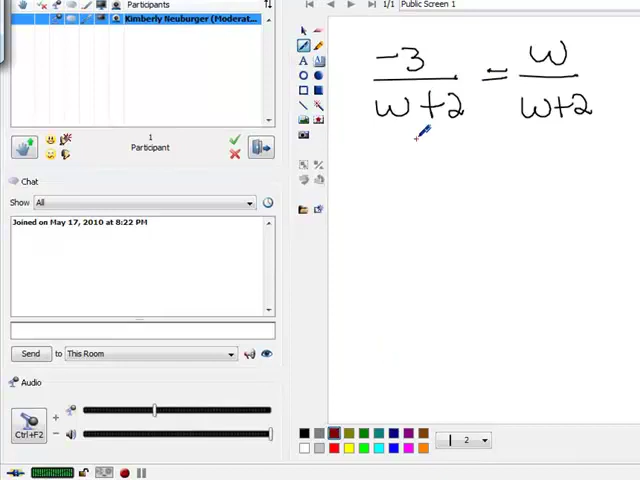 Participants
Kimberly Neuburger (Moderat...
1
Participant
Chat
Show All
Joined on May 17, 2010 at 8:22 PM
Send to This Room
Audio
Ctrl+F2
1/1 Public Screen 1
A A
-3 / w+2 = w / w+2
2